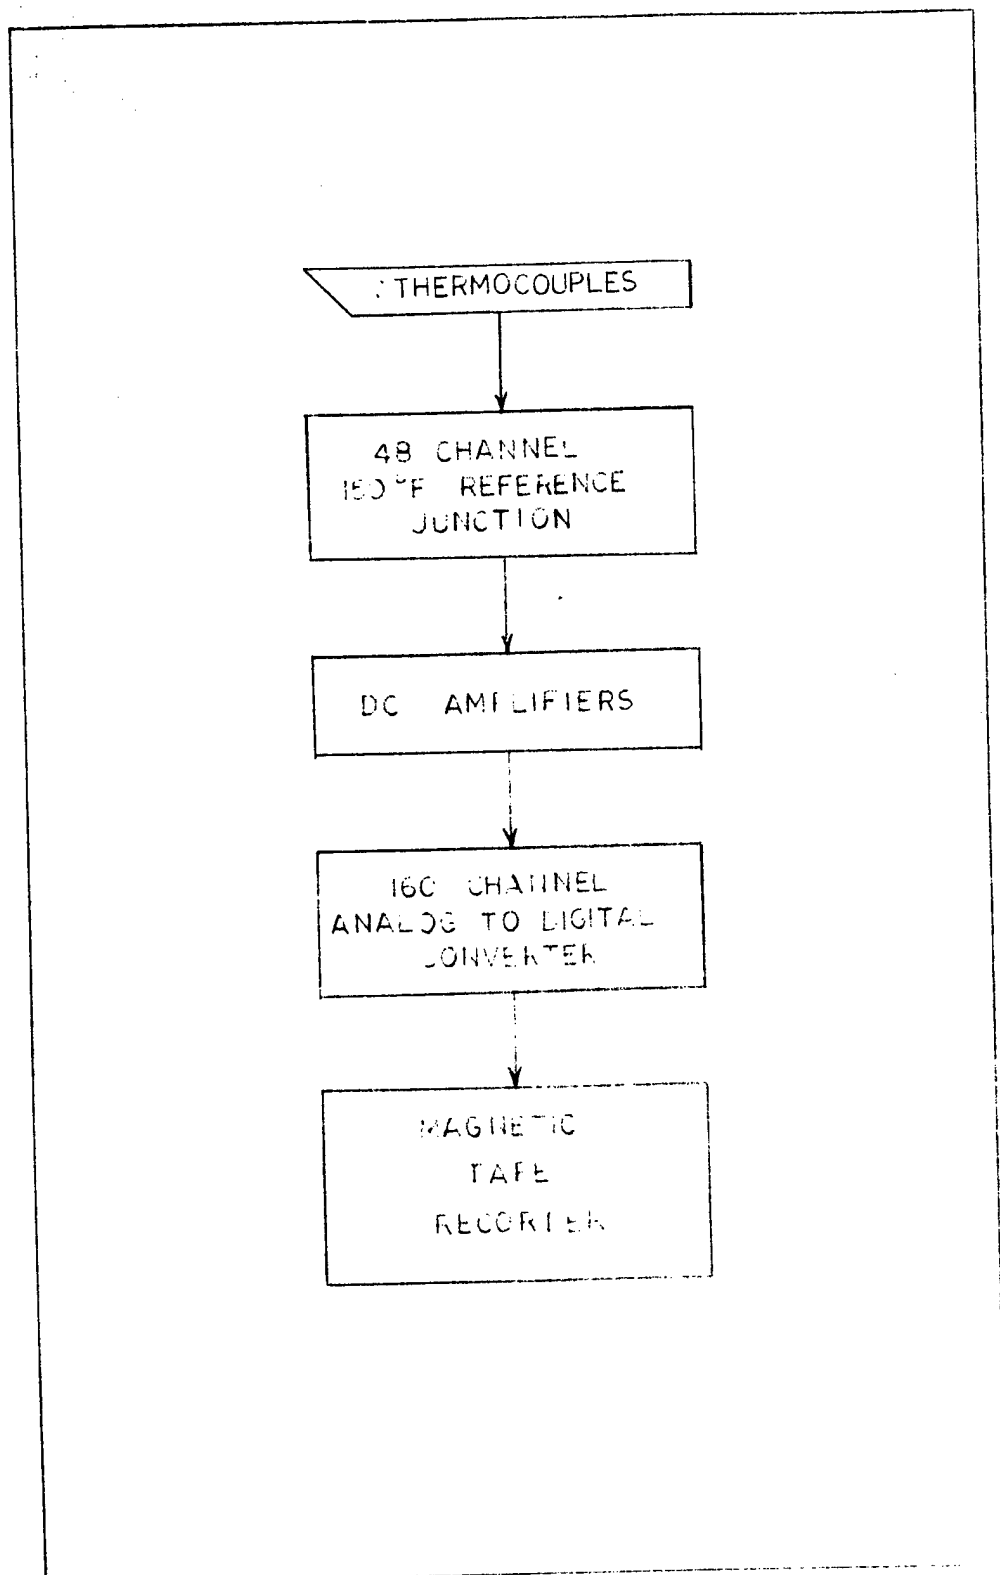 THERMOCOUPLES
48 CHANNEL
150°F REFERENCE
JUNCTION
DC AMPLIFIERS
160 CHANNEL
ANALOG TO DIGITAL
CONVERTER
MAGNETIC
TAPE
RECORDER